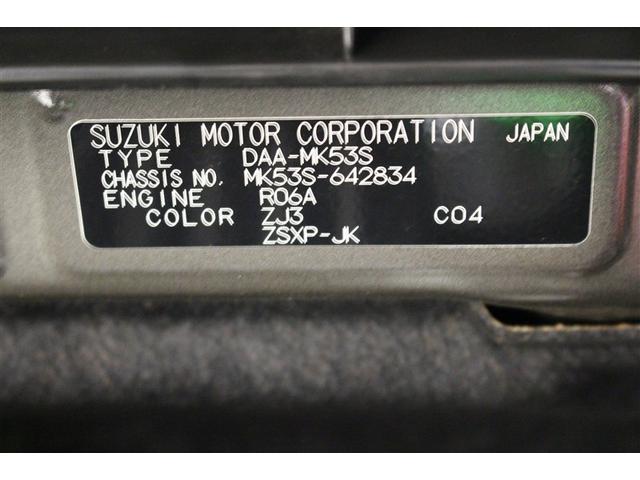 SUZUKI MOTOR CORPORATION JAPAN
TYPE DAA-MK53S
CHASSIS NO. MK53S-642834
ENGINE R06A
COLOR ZJ3 C04
ZSXP-JK